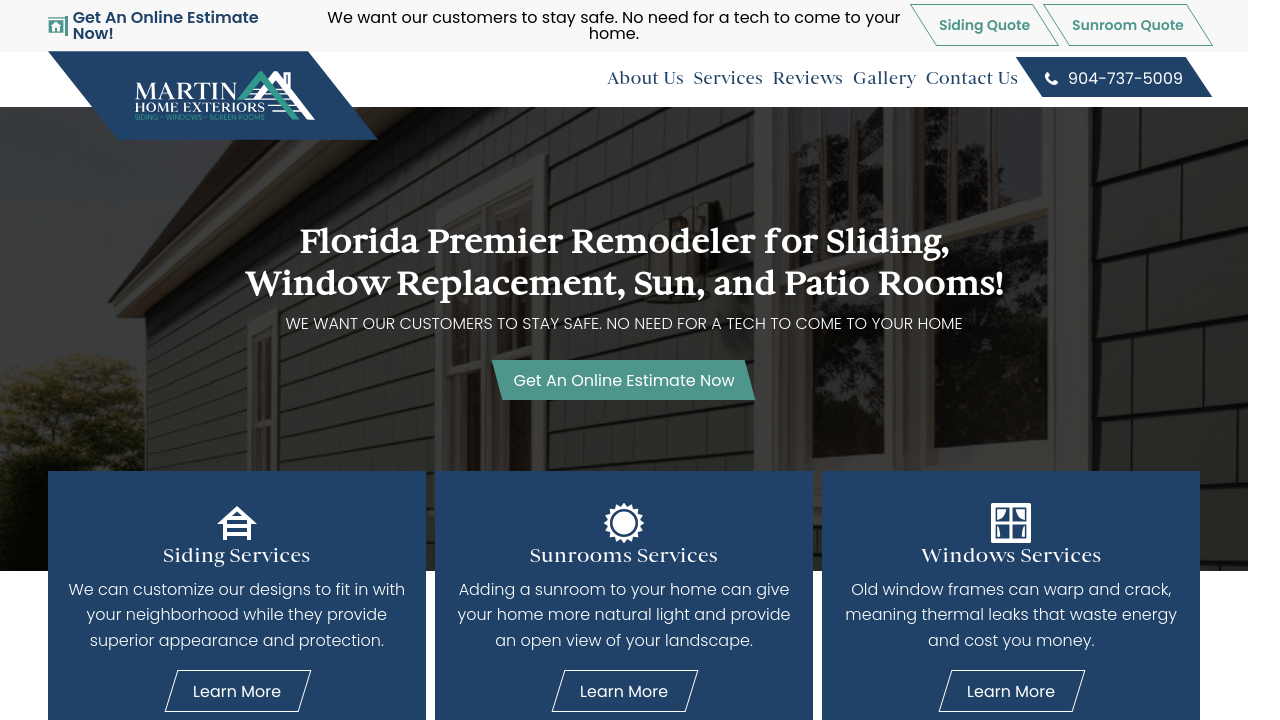 Get An Online Estimate
Now!
We want our customers to stay safe. No need for a tech to come to your
home.
Siding Quote
Sunroom Quote
MARTIN
HOME EXTERIORS
SIDING - WINDOWS - SCREEN ROOMS
About Us
Services
Reviews
Gallery
Contact Us
904-737-5009
Florida Premier Remodeler for Sliding,
Window Replacement, Sun, and Patio Rooms!
WE WANT OUR CUSTOMERS TO STAY SAFE. NO NEED FOR A TECH TO COME TO YOUR HOME
Get An Online Estimate Now
Siding Services
We can customize our designs to fit in with
your neighborhood while they provide
superior appearance and protection.
Learn More
Sunrooms Services
Adding a sunroom to your home can give
your home more natural light and provide
an open view of your landscape.
Learn More
Windows Services
Old window frames can warp and crack,
meaning thermal leaks that waste energy
and cost you money.
Learn More